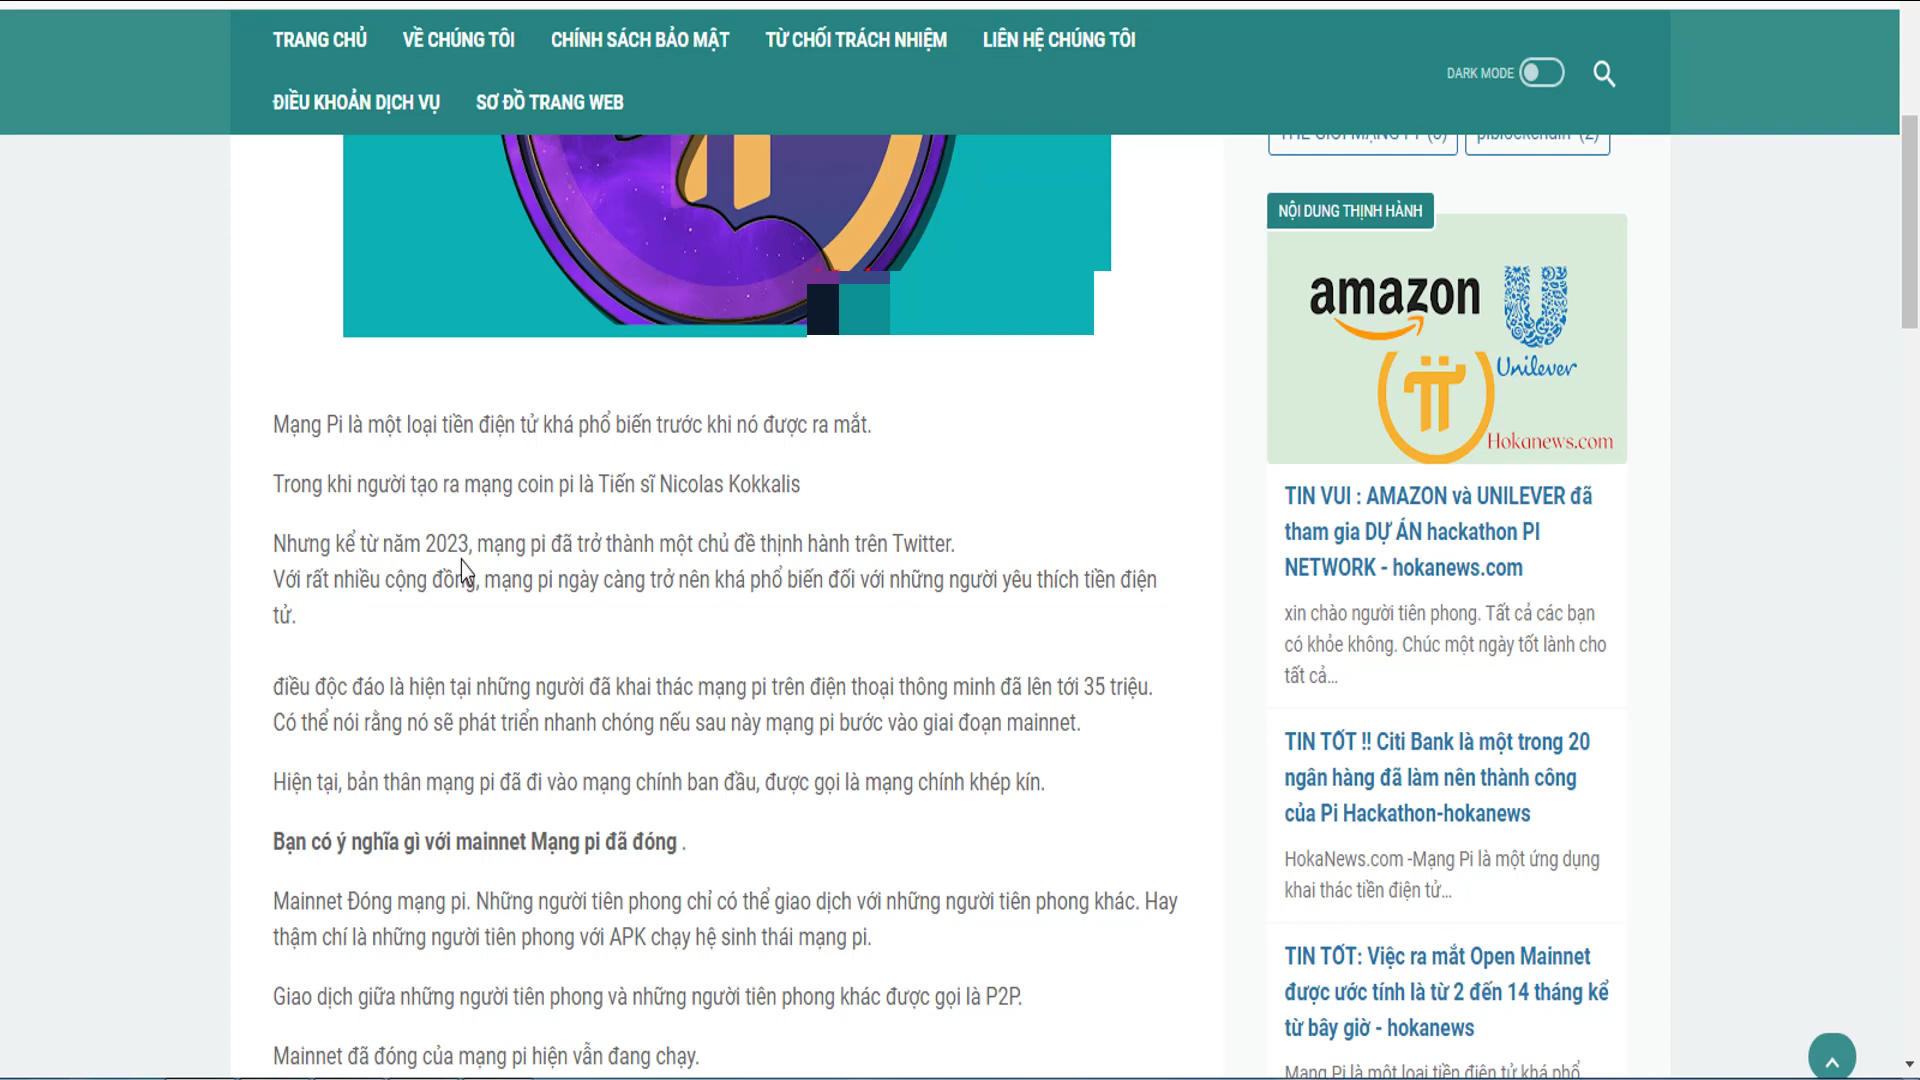 TRANG CHỦ VỀ CHÚNG TÔI CHÍNH SÁCH BẢO MẬT TỪ CHỐI TRÁCH NHIỆM LIÊN HỆ CHÚNG TÔI
ĐIỀU KHOẢN DỊCH VỤ SƠ ĐỒ TRANG WEB
DARK MODE
Mạng Pi là một loại tiền điện tử khá phổ biến trước khi nó được ra mắt.
Trong khi người tạo ra mạng coin pi là Tiến sĩ Nicolas Kokkalis
Nhưng kể từ năm 2023, mạng pi đã trở thành một chủ đề thịnh hành trên Twitter.
Với rất nhiều cộng đồng, mạng pi ngày càng trở nên khá phổ biến đối với những người yêu thích tiền điện
tử.
điều độc đáo là hiện tại những người đã khai thác mạng pi trên điện thoại thông minh đã lên tới 35 triệu.
Có thể nói rằng nó sẽ phát triển nhanh chóng nếu sau này mạng pi bước vào giai đoạn mainnet.
Hiện tại, bản thân mạng pi đã đi vào mạng chính ban đầu, được gọi là mạng chính khép kín.
Bạn có ý nghĩa gì với mainnet Mạng pi đã đóng .
Mainnet Đóng mạng pi. Những người tiên phong chỉ có thể giao dịch với những người tiên phong khác. Hay
thậm chí là những người tiên phong với APK chạy hệ sinh thái mạng pi.
Giao dịch giữa những người tiên phong và những người tiên phong khác được gọi là P2P.
Mainnet đã đóng của mạng pi hiện vẫn đang chạy.
THẾ GIỚI MẠNG PI piblockchain (2)
NỘI DUNG THỊNH HÀNH
amazon
Unilever
Hokanews.com
TIN VUI : AMAZON và UNILEVER đã
tham gia DỰ ÁN hackathon PI
NETWORK - hokanews.com
xin chào người tiên phong. Tất cả các bạn
có khỏe không. Chúc một ngày tốt lành cho
tất cả...
TIN TỐT !! Citi Bank là một trong 20
ngân hàng đã làm nên thành công
của Pi Hackathon-hokanews
HokaNews.com -Mạng Pi là một ứng dụng
khai thác tiền điện tử...
TIN TỐT: Việc ra mắt Open Mainnet
được ước tính là từ 2 đến 14 tháng kể
từ bây giờ - hokanews
Mạng Pi là một loại tiền điện tử khá phổ